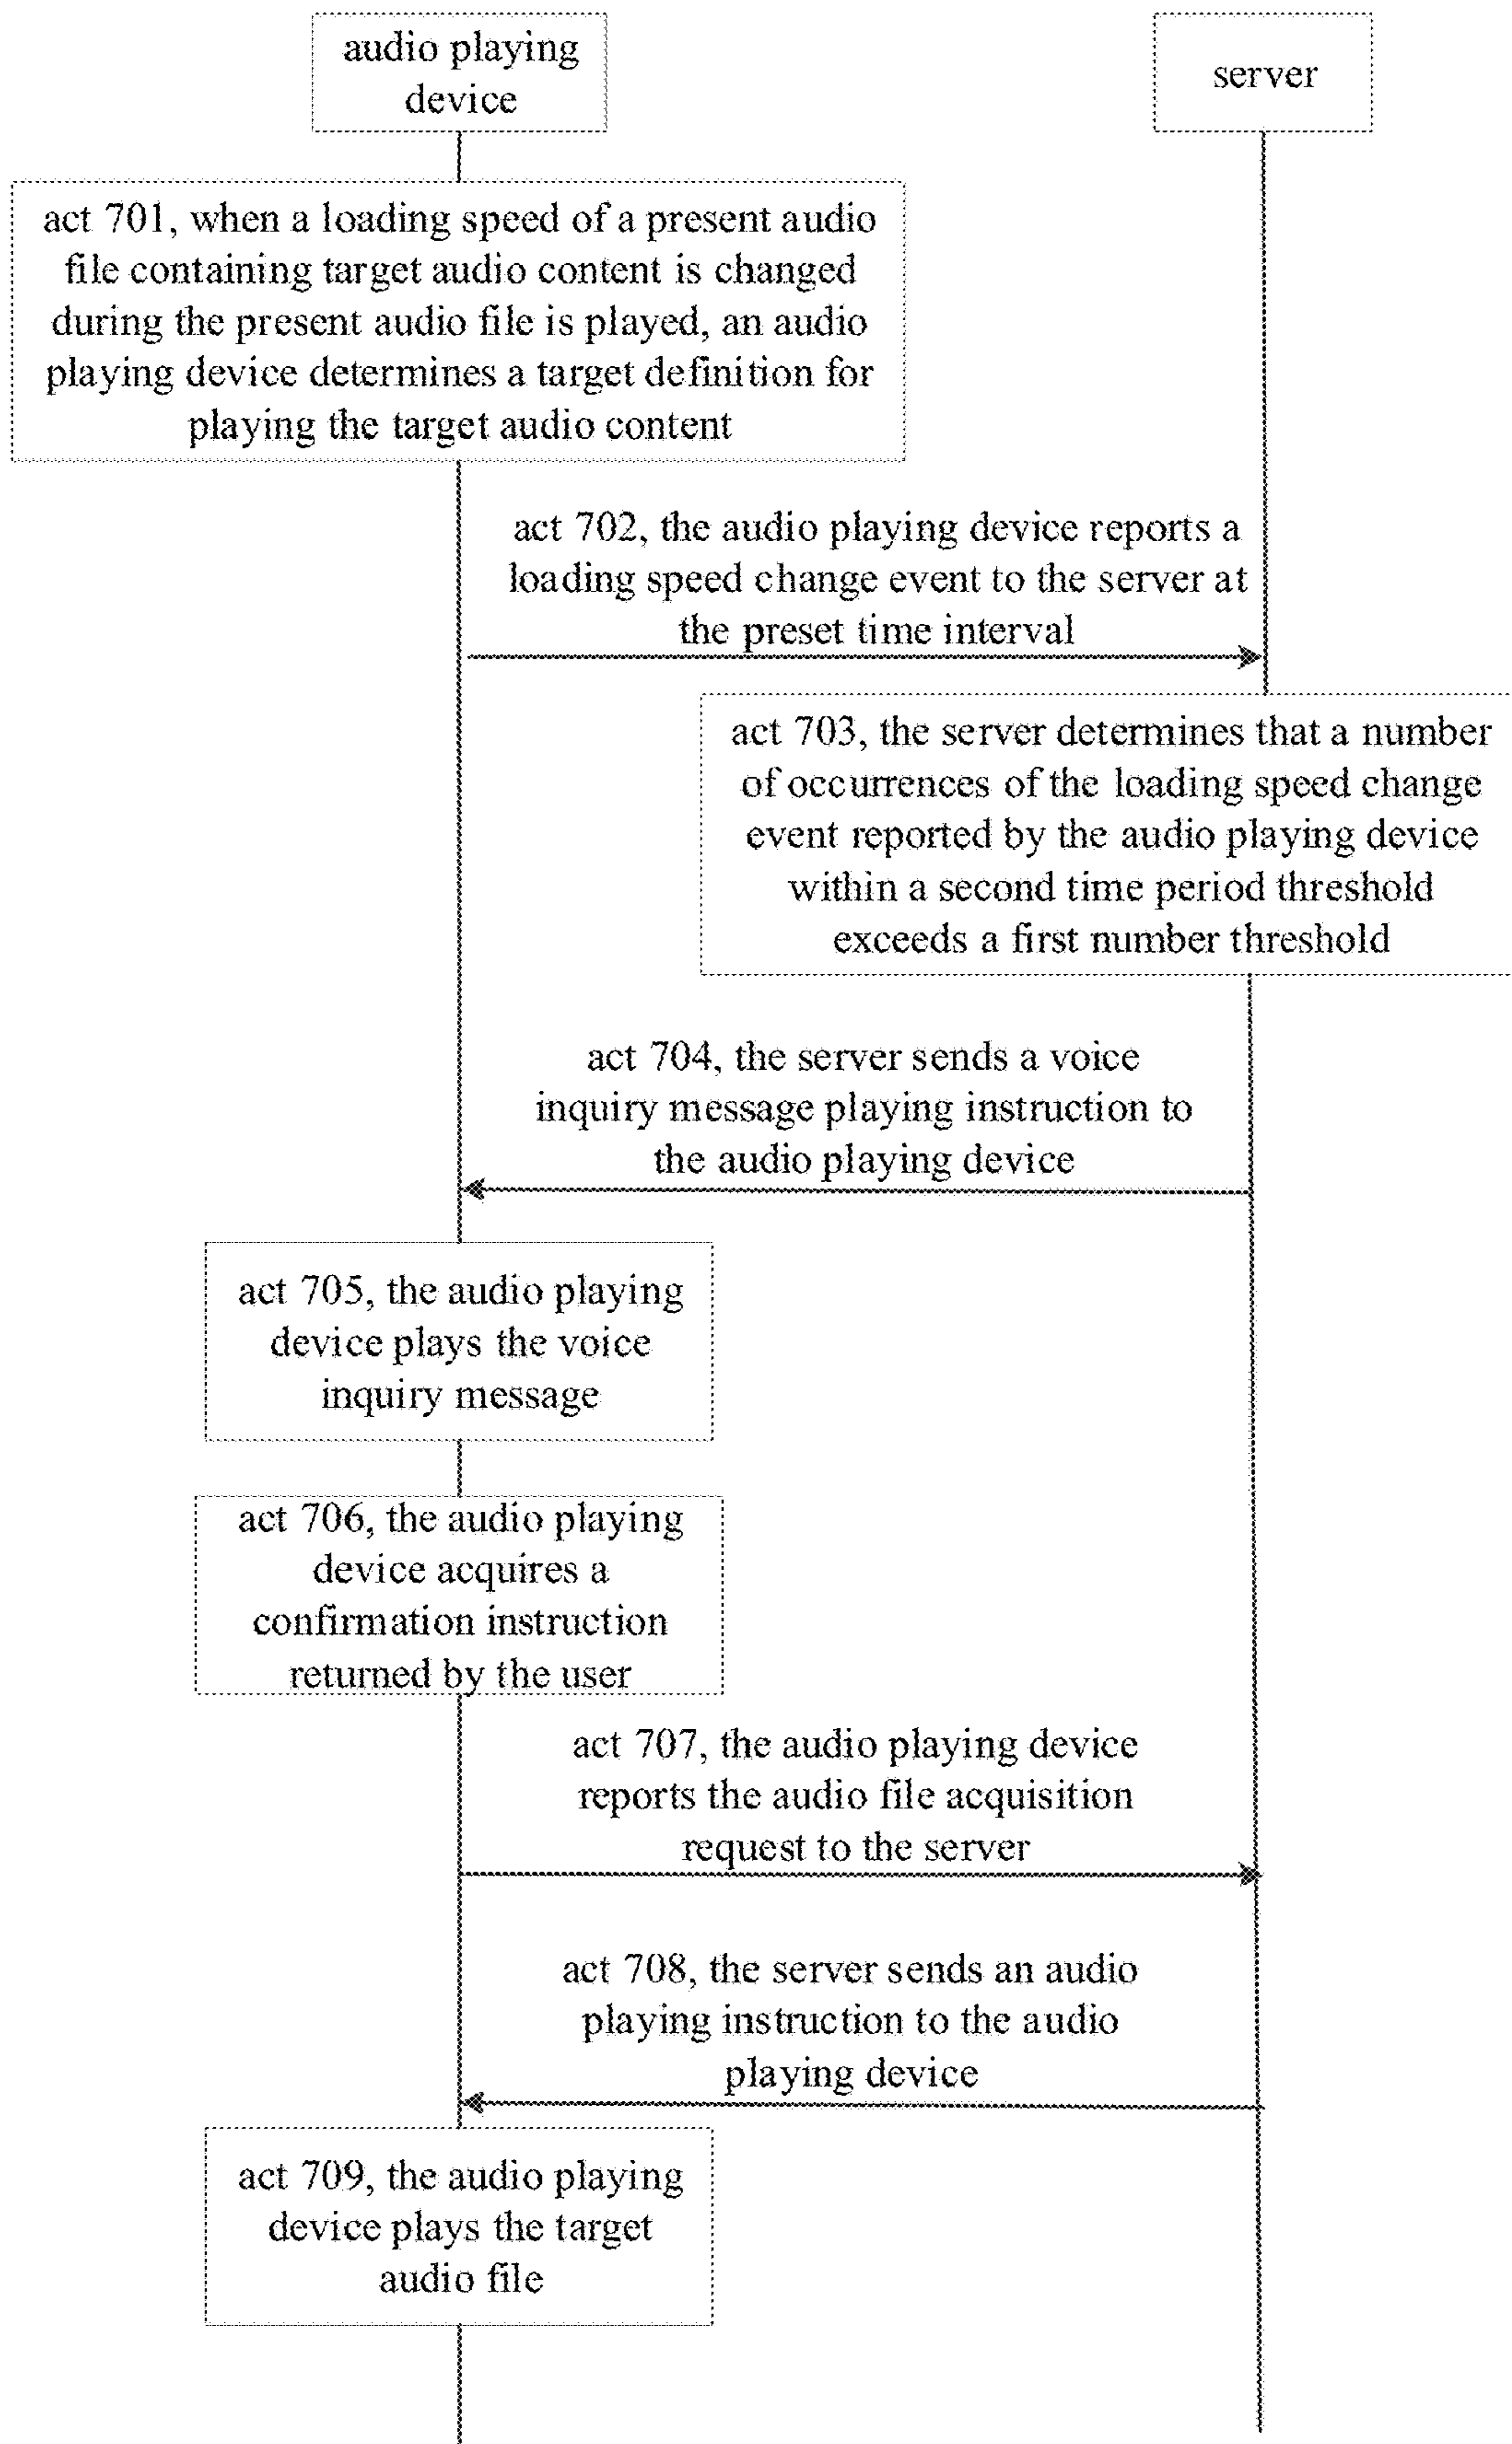 audio playing
device
server
act 701, when a loading speed of a present audio
file containing target audio content is changed
during the present audio file is played, an audio
playing device determines a target definition for
playing the target audio content
act 702, the audio playing device reports a
loading speed change event to the server at
the preset time interval
act 703, the server determines that a number
of occurrences of the loading speed change
event reported by the audio playing device
within a second time period threshold
exceeds a first number threshold
act 704, the server sends a voice
inquiry message playing instruction to
the audio playing device
act 705, the audio playing
device plays the voice
inquiry message
act 706, the audio playing
device acquires a
confirmation instruction
returned by the user
act 707, the audio playing device
reports the audio file acquisition
request to the server
act 708, the server sends an audio
playing instruction to the audio
playing device
act 709, the audio playing
device plays the target
audio file